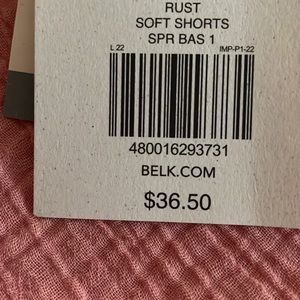 RUST
SOFT SHORTS
SPR BAS 1
L 22 IMP-P1-22
480016293731
BELK.COM
$36.50